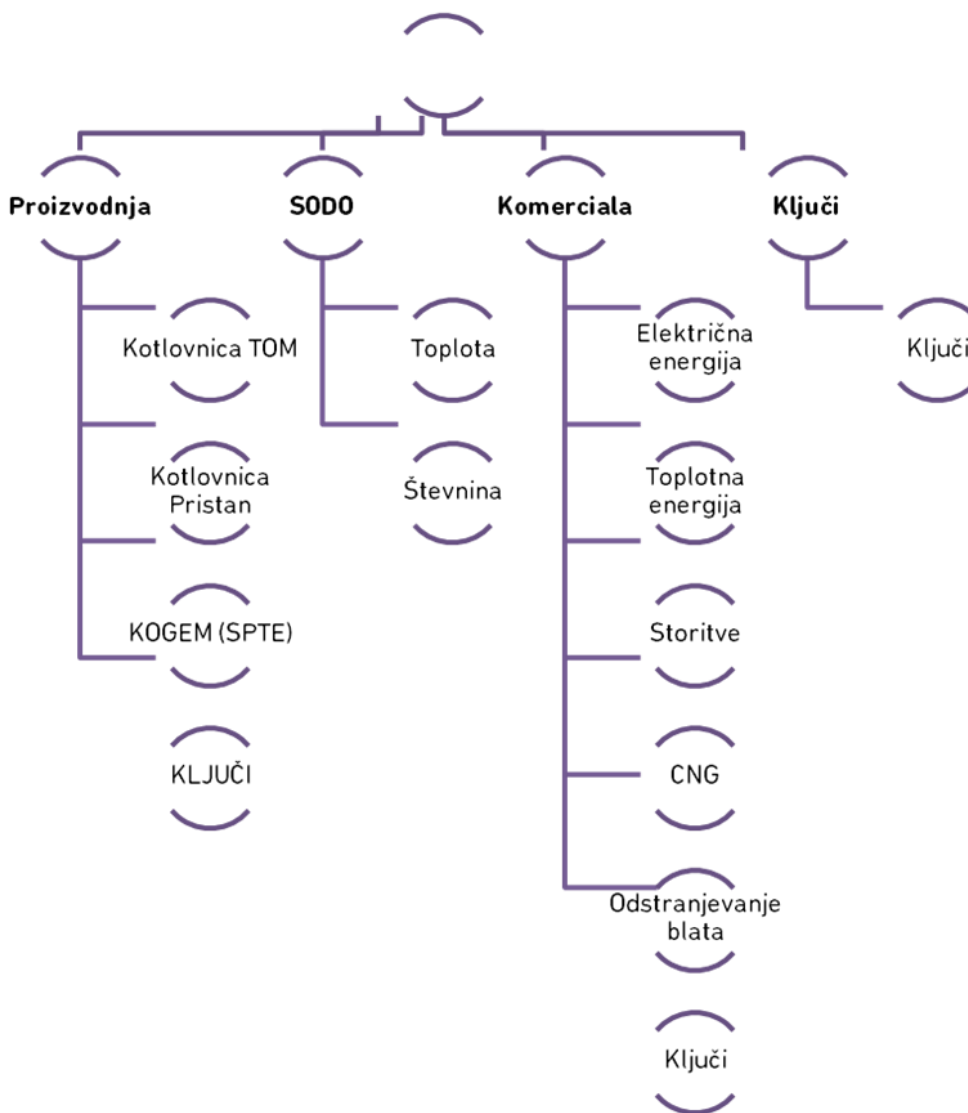 Proizvodnja
SODO
Komerciala
Ključi
Kotlovnica TOM
Toplota
Električna
energija
Ključi
Kotlovnica
Pristan
Števnina
Toplotna
energija
KOGEM (SPTE)
Storitve
KLJUČI
CNG
Odstranjevanje
blata
Ključi